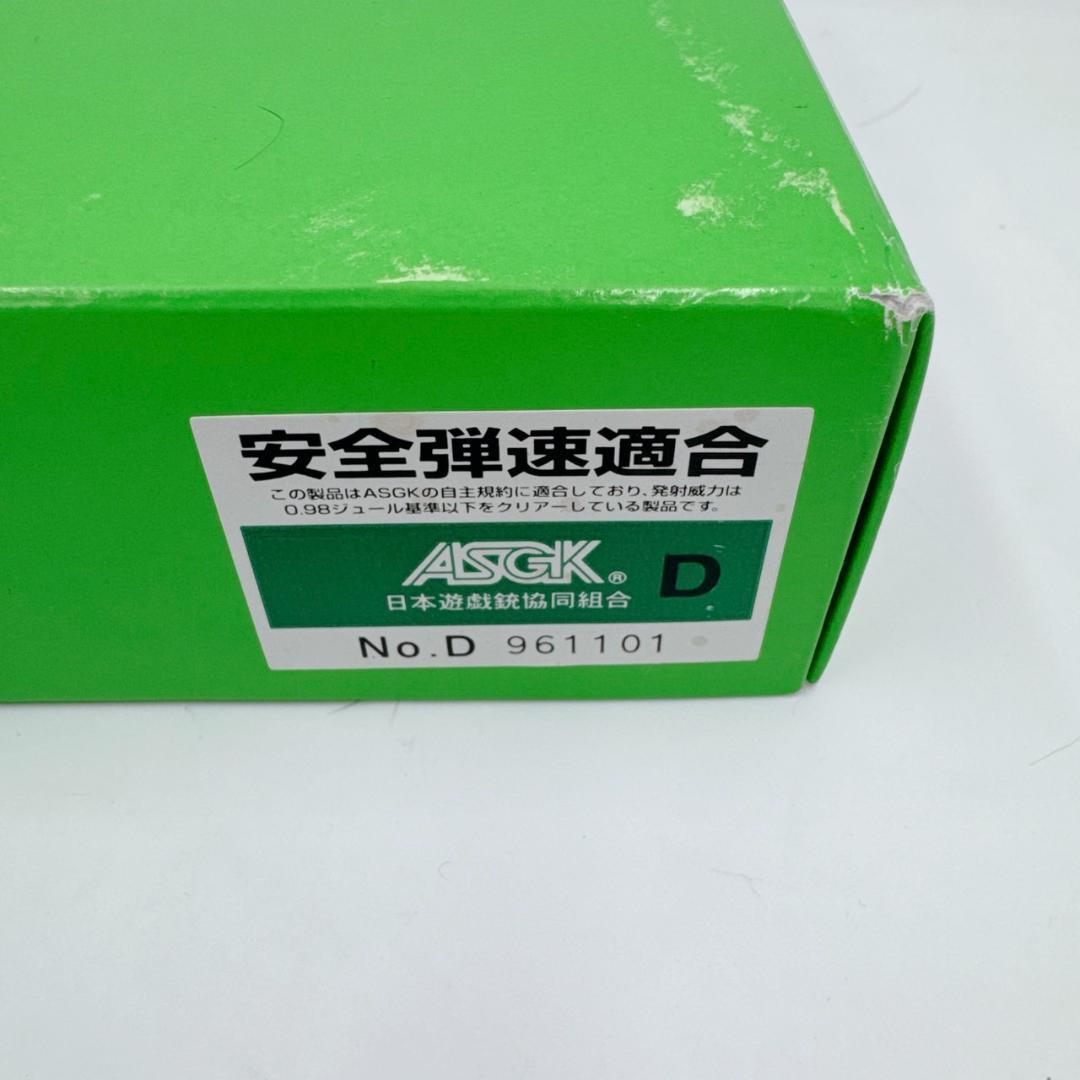 安全弾速適合
この製品はASGKの自主規約に適合しており、発射威力は
0.98ジュール基準以下をクリアーしている製品です。
ASGK® D
日本遊戯銃協同組合
No.D 961101